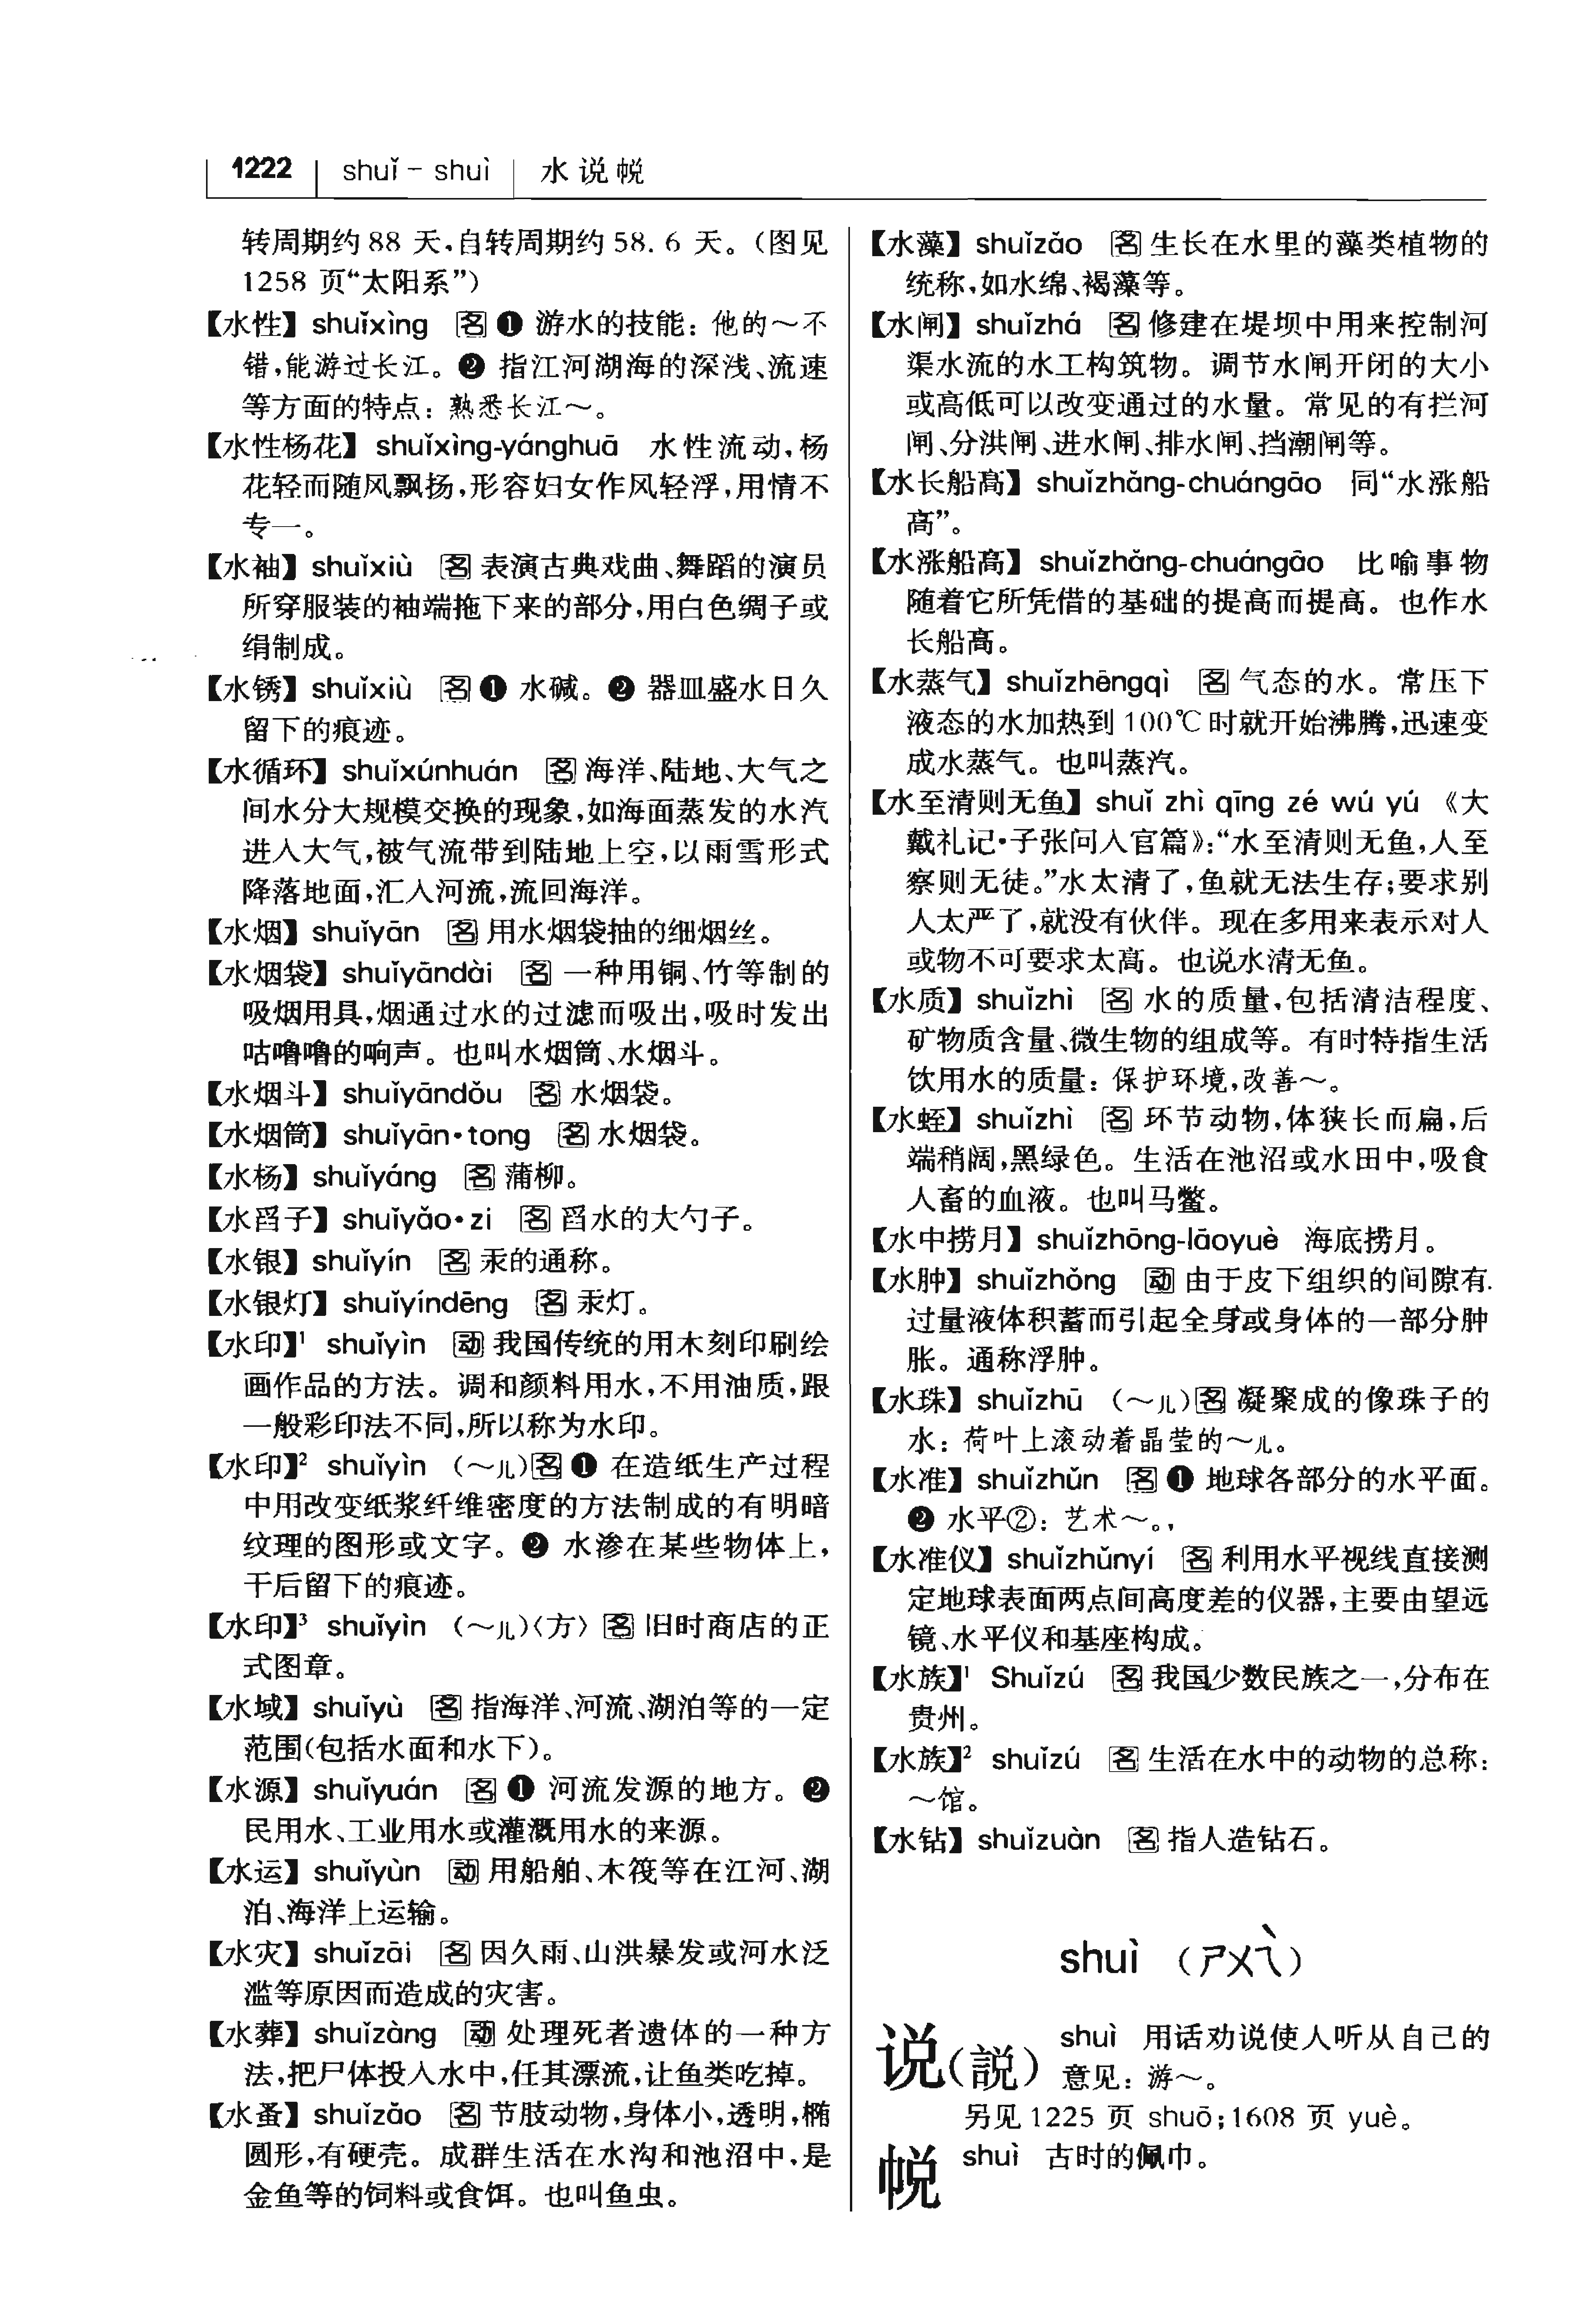 1222 shuǐ – shuì 水 说 帨
转周期约 88 天,自转周期约 58.6 天。(图见
1258 页“太阳系”)
【水性】 shuǐxìng 名 ❶ 游水的技能：他的～不
错,能游过长江。❷ 指江河湖海的深浅、流速
等方面的特点：熟悉长江～。
【水性杨花】 shuǐxìng-yánghuā 水性流动,杨
花轻而随风飘扬,形容妇女作风轻浮,用情不
专一。
【水袖】 shuǐxiù 名 表演古典戏曲、舞蹈的演员
所穿服装的袖端拖下来的部分,用白色绸子或
绢制成。
【水锈】 shuǐxiù 名 ❶ 水碱。❷ 器皿盛水日久
留下的痕迹。
【水循环】 shuǐxúnhuán 名 海洋、陆地、大气之
间水分大规模交换的现象,如海面蒸发的水汽
进入大气,被气流带到陆地上空,以雨雪形式
降落地面,汇入河流,流回海洋。
【水烟】 shuǐyān 名 用水烟袋抽的细烟丝。
【水烟袋】 shuǐyāndài 名 一种用铜、竹等制的
吸烟用具,烟通过水的过滤而吸出,吸时发出
咕噜噜的响声。也叫水烟筒、水烟斗。
【水烟斗】 shuǐyāndǒu 名 水烟袋。
【水烟筒】 shuǐyān·tong 名 水烟袋。
【水杨】 shuǐyáng 名 蒲柳。
【水舀子】 shuǐyǎo·zi 名 舀水的大勺子。
【水银】 shuǐyín 名 汞的通称。
【水银灯】 shuǐyíndēng 名 汞灯。
【水印】¹ shuǐyìn 动 我国传统的用木刻印刷绘
画作品的方法。调和颜料用水,不用油质,跟
一般彩印法不同,所以称为水印。
【水印】² shuǐyìn (～儿)名 ❶ 在造纸生产过程
中用改变纸浆纤维密度的方法制成的有明暗
纹理的图形或文字。❷ 水渗在某些物体上,
干后留下的痕迹。
【水印】³ shuǐyìn (～儿)〈方〉名 旧时商店的正
式图章。
【水域】 shuǐyù 名 指海洋、河流、湖泊等的一定
范围(包括水面和水下)。
【水源】 shuǐyuán 名 ❶ 河流发源的地方。❷
民用水、工业用水或灌溉用水的来源。
【水运】 shuǐyùn 动 用船舶、木筏等在江河、湖
泊、海洋上运输。
【水灾】 shuǐzāi 名 因久雨、山洪暴发或河水泛
滥等原因而造成的灾害。
【水葬】 shuǐzàng 动 处理死者遗体的一种方
法,把尸体投入水中,任其漂流,让鱼类吃掉。
【水蚤】 shuǐzǎo 名 节肢动物,身体小,透明,椭
圆形,有硬壳。成群生活在水沟和池沼中,是
金鱼等的饲料或食饵。也叫鱼虫。
【水藻】 shuǐzǎo 名 生长在水里的藻类植物的
统称,如水绵、褐藻等。
【水闸】 shuǐzhá 名 修建在堤坝中用来控制河
渠水流的水工构筑物。调节水闸开闭的大小
或高低可以改变通过的水量。常见的有拦河
闸、分洪闸、进水闸、排水闸、挡潮闸等。
【水长船高】 shuǐzhǎng-chuángāo 同“水涨船
高”。
【水涨船高】 shuǐzhǎng-chuángāo 比喻事物
随着它所凭借的基础的提高而提高。也作水
长船高。
【水蒸气】 shuǐzhēngqì 名 气态的水。常压下
液态的水加热到 100℃时就开始沸腾,迅速变
成水蒸气。也叫蒸汽。
【水至清则无鱼】 shuǐ zhì qīng zé wú yú 《大
戴礼记·子张问入官篇》:“水至清则无鱼,人至
察则无徒。”水太清了,鱼就无法生存;要求别
人太严了,就没有伙伴。现在多用来表示对人
或物不可要求太高。也说水清无鱼。
【水质】 shuǐzhì 名 水的质量,包括清洁程度、
矿物质含量、微生物的组成等。有时特指生活
饮用水的质量：保护环境,改善～。
【水蛭】 shuǐzhì 名 环节动物,体狭长而扁,后
端稍阔,黑绿色。生活在池沼或水田中,吸食
人畜的血液。也叫马鳖。
【水中捞月】 shuǐzhōng-lāoyuè 海底捞月。
【水肿】 shuǐzhǒng 动 由于皮下组织的间隙有
过量液体积蓄而引起全身或身体的一部分肿
胀。通称浮肿。
【水珠】 shuǐzhū (～儿)名 凝聚成的像珠子的
水：荷叶上滚动着晶莹的～儿。
【水准】 shuǐzhǔn 名 ❶ 地球各部分的水平面。
❷ 水平②：艺术～。
【水准仪】 shuǐzhǔnyí 名 利用水平视线直接测
定地球表面两点间高度差的仪器,主要由望远
镜、水平仪和基座构成。
【水族】¹ Shuǐzú 名 我国少数民族之一,分布在
贵州。
【水族】² shuǐzú 名 生活在水中的动物的总称：
～馆。
【水钻】 shuǐzuàn 名 指人造钻石。
shuì (ㄕㄨㄟˋ)
说(説) shuì 用话劝说使人听从自己的
意见：游～。
另见 1225 页 shuō;1608 页 yuè。
帨 shuì 古时的佩巾。